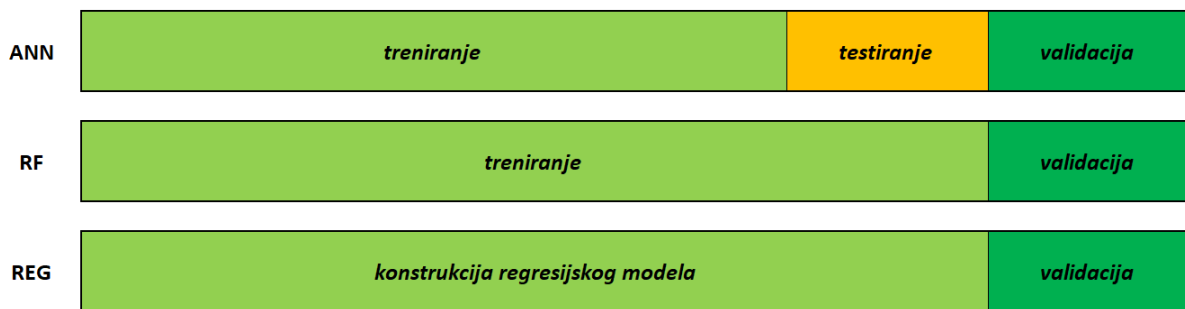 ANN treniranje testiranje validacija
RF treniranje validacija
REG konstrukcija regresijskog modela validacija